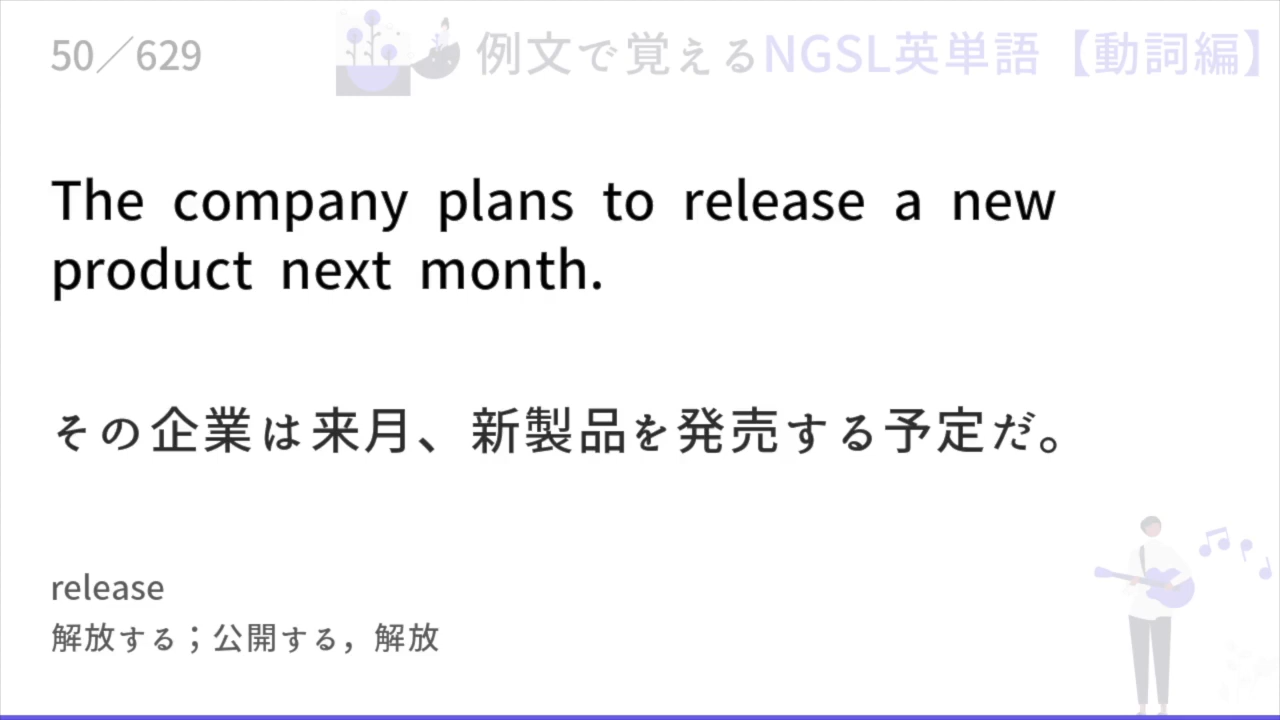 50／629
例文で覚えるNGSL英単語【動詞編】
The company plans to release a new
product next month.
その企業は来月、新製品を発売する予定だ。
release
解放する；公開する，解放